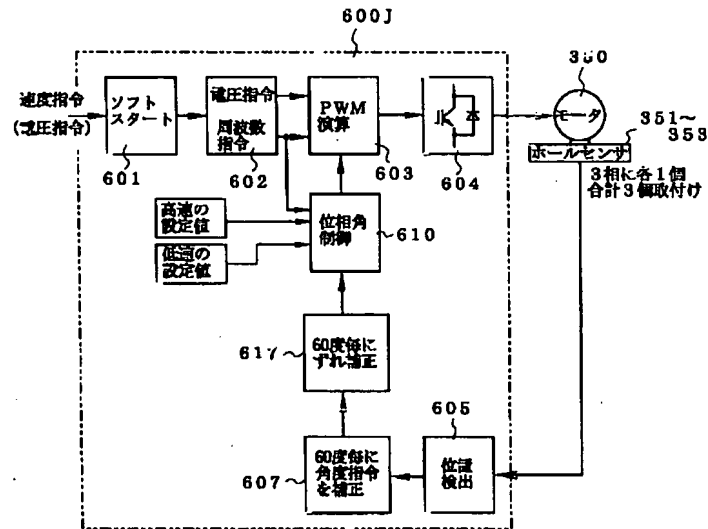 600J
速度指令
(電圧指令)
ソフト
スタート
601
電圧指令
周波数
指令
602
PWM
演算
603
604
350
モータ
351～
353
ホールセンサ
3相に各1個
合計3個取付け
高速の
設定値
低速の
設定値
位相角
制御
610
617
60度毎に
ずれ補正
605
60度毎に
角度指令
を補正
607
位置
検出